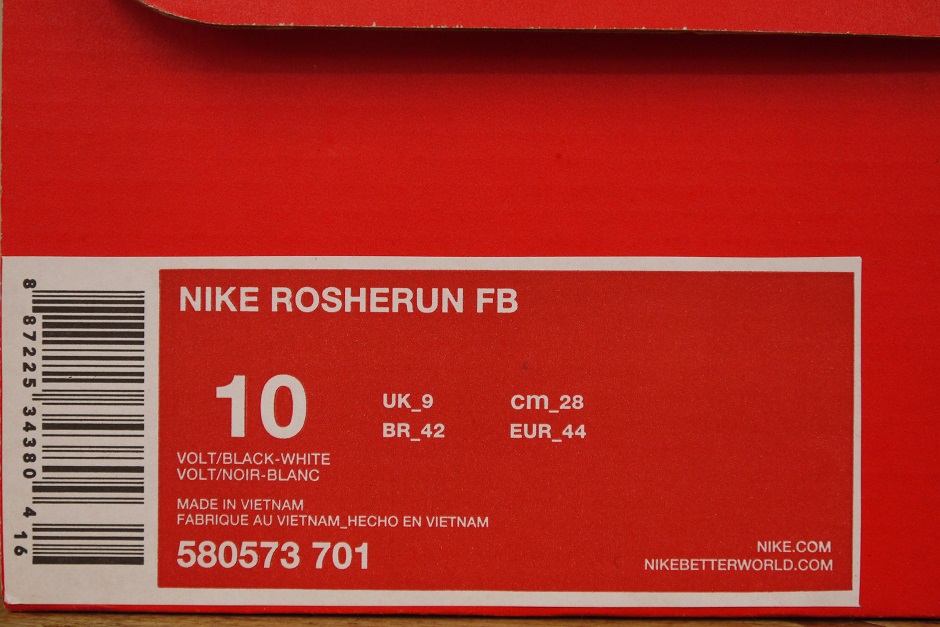 NIKE ROSHERUN FB
10
UK_9 cm_28
BR_42 EUR_44
VOLT/BLACK-WHITE
VOLT/NOIR-BLANC
MADE IN VIETNAM
FABRIQUE AU VIETNAM_HECHO EN VIETNAM
580573 701
NIKE.COM
NIKEBETTERWORLD.COM
8 87225 34380 4 16